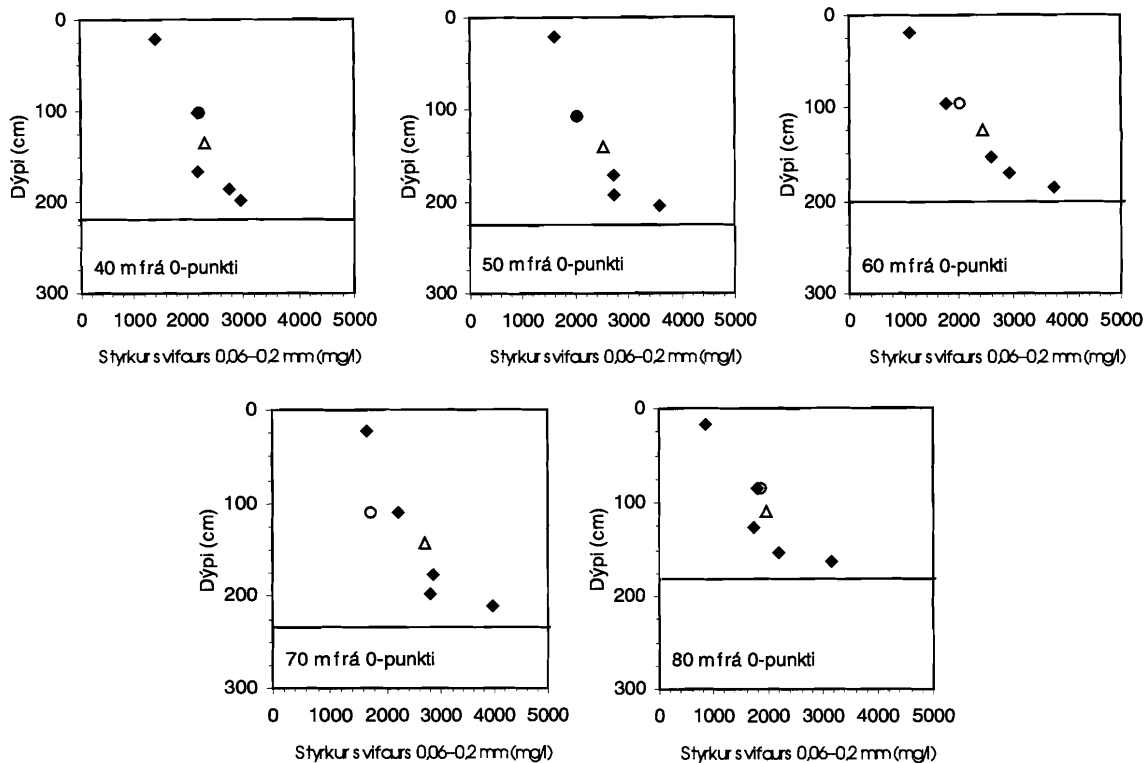 0
100
200
300
Dýpi (cm)
40 m frá 0-punkti
0 1000 2000 3000 4000 5000
Styrkur svifaurs 0,06–0,2 mm (mg/l)
0
100
200
300
Dýpi (cm)
50 m frá 0-punkti
0 1000 2000 3000 4000 5000
Styrkur svifaurs 0,06–0,2 mm (mg/l)
0
100
200
300
Dýpi (cm)
60 m frá 0-punkti
0 1000 2000 3000 4000 5000
Styrkur svifaurs 0,06–0,2 mm (mg/l)
0
100
200
300
Dýpi (cm)
70 m frá 0-punkti
0 1000 2000 3000 4000 5000
Styrkur svifaurs 0,06–0,2 mm (mg/l)
0
100
200
300
Dýpi (cm)
80 m frá 0-punkti
0 1000 2000 3000 4000 5000
Styrkur svifaurs 0,06–0,2 mm (mg/l)